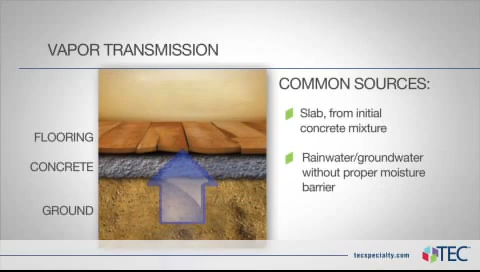 VAPOR TRANSMISSION
COMMON SOURCES:
Slab, from initial
concrete mixture
Rainwater/groundwater
without proper moisture
barrier
FLOORING
CONCRETE
GROUND
tecspecialty.com
TEC